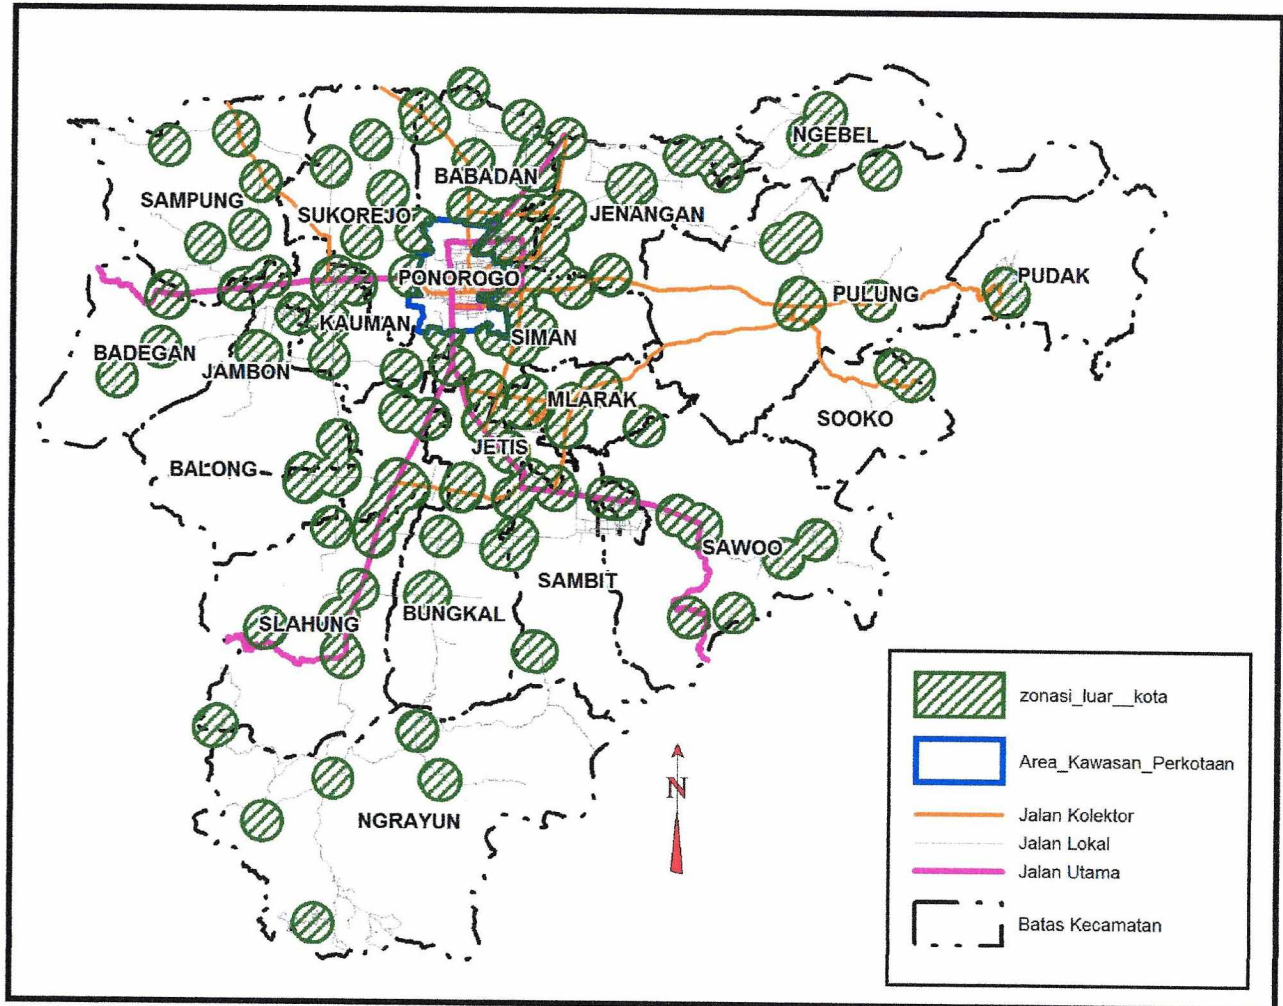 NGEBEL
BABADAN
SAMPUNG
SUKOREJO
JENANGAN
PONOROGO
PULUNG
PUDAK
KAUMAN
SIMAN
BADEGAN
JAMBON
MLARAK
SOOKO
JETIS
BALONG
SAWOO
SAMBIT
BUNGKAL
SLAHUNG
NGRAYUN
N
zonasi_luar__kota
Area_Kawasan_Perkotaan
Jalan Kolektor
Jalan Lokal
Jalan Utama
Batas Kecamatan